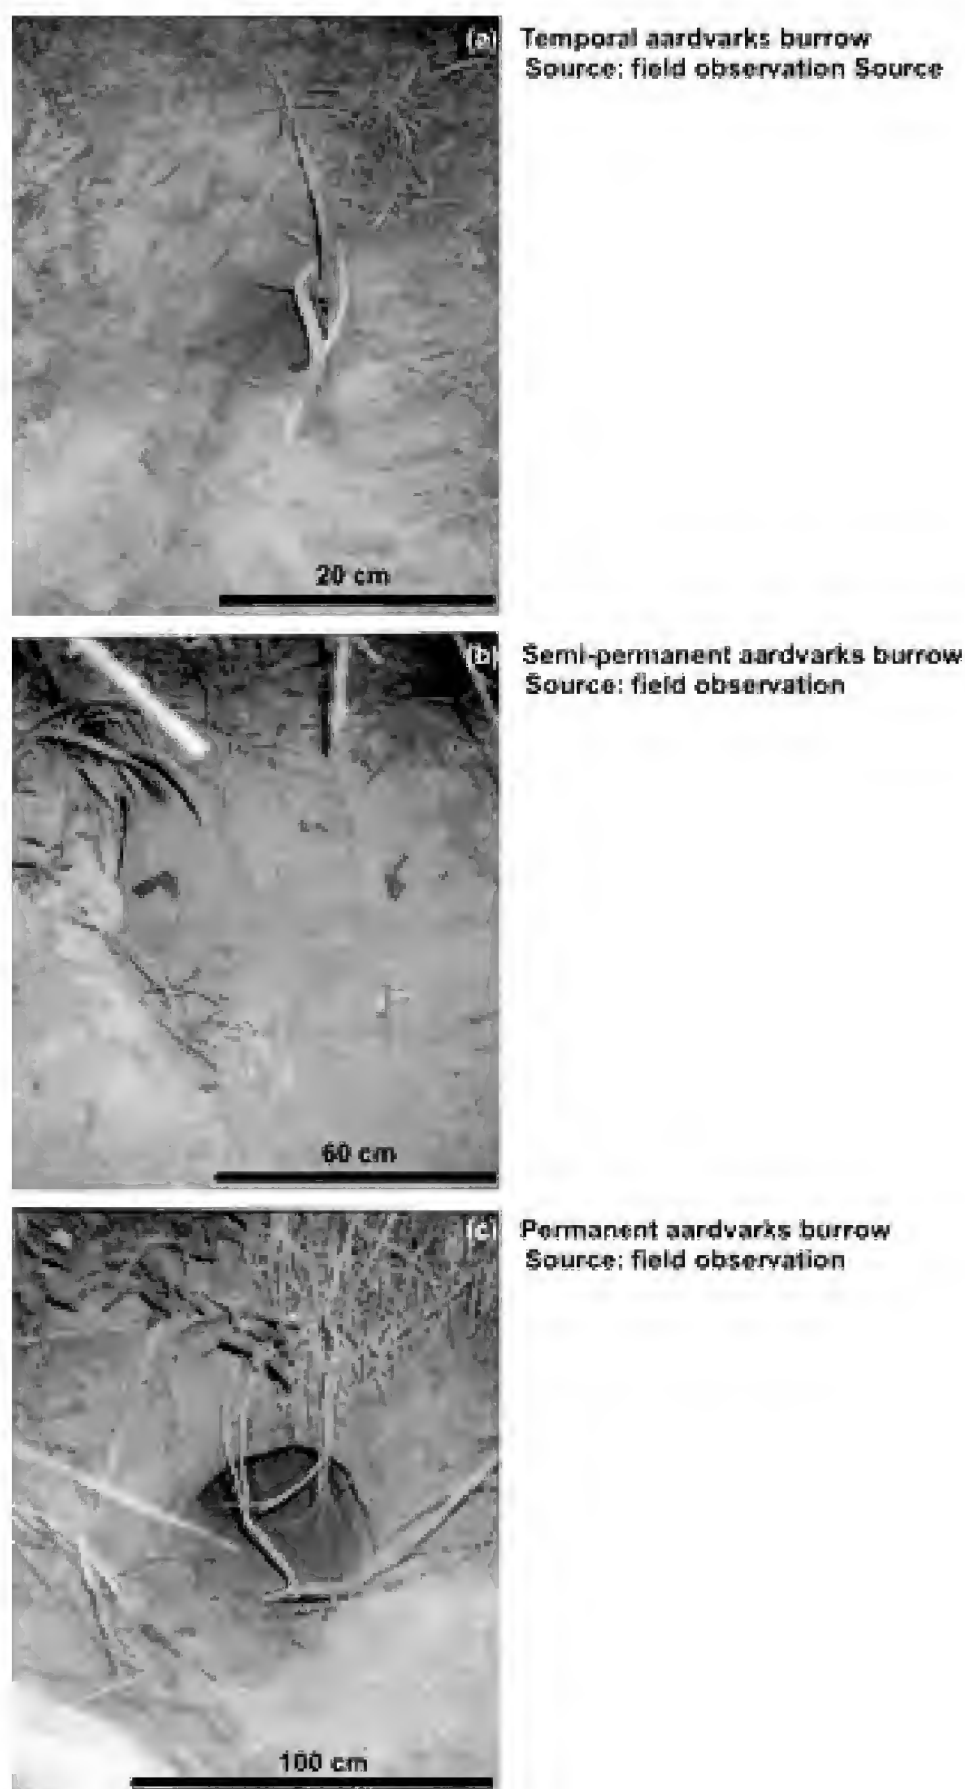 (a)
Temporal aardvarks burrow
Source: field observation Source
20 cm
(b)
Semi-permanent aardvarks burrow
Source: field observation
60 cm
(c)
Permanent aardvarks burrow
Source: field observation
100 cm